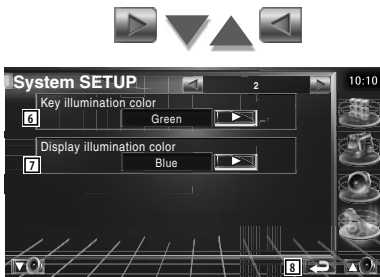 System SETUP
2
10:10
Key illumination color
6
Green
Display illumination color
7
Blue
8